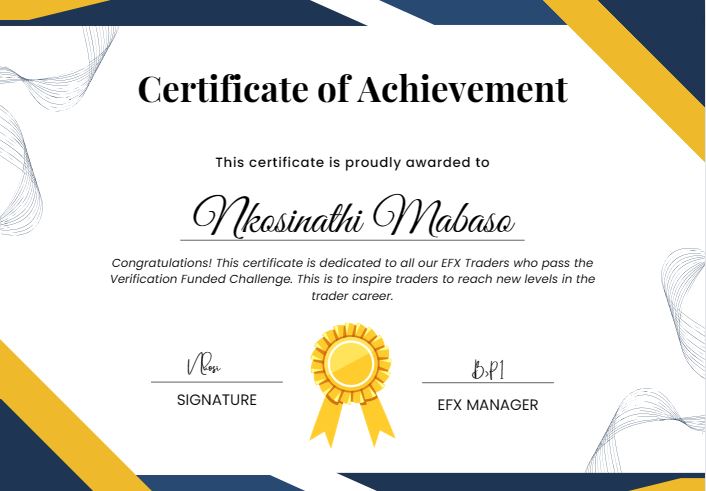 Certificate of Achievement
This certificate is proudly awarded to
Nkosinathi Mabaso
Congratulations! This certificate is dedicated to all our EFX Traders who pass the
Verification Funded Challenge. This is to inspire traders to reach new levels in the
trader career.
Nkosi
SIGNATURE
EFX MANAGER